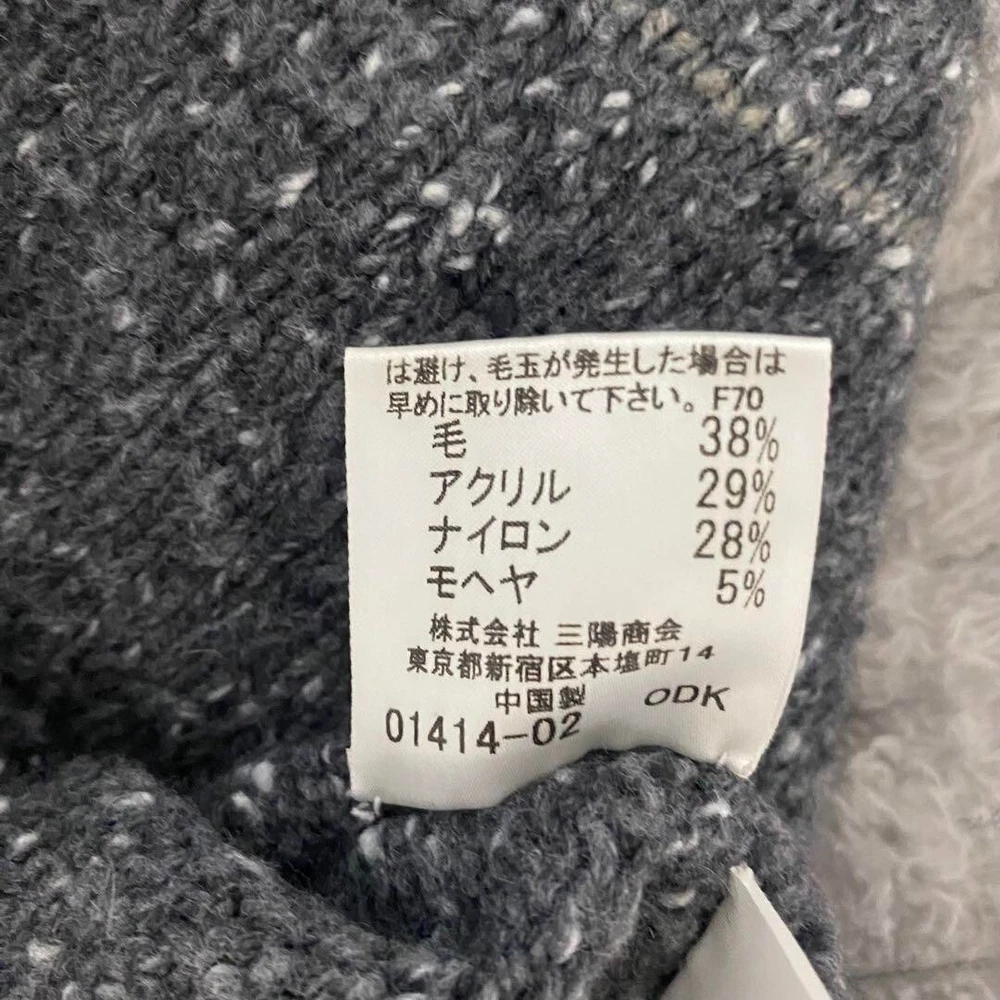 は避け、毛玉が発生した場合は
早めに取り除いて下さい。F70
毛 38%
アクリル 29%
ナイロン 28%
モヘヤ 5%
株式会社 三陽商会
東京都新宿区本塩町14
中国製 ODK
01414-02